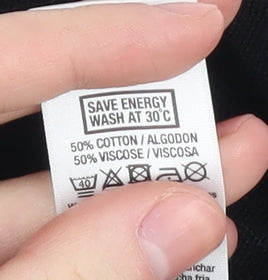 SAVE ENERGY
WASH AT 30°C
50% COTTON / ALGODON
50% VISCOSE / VISCOSA
40